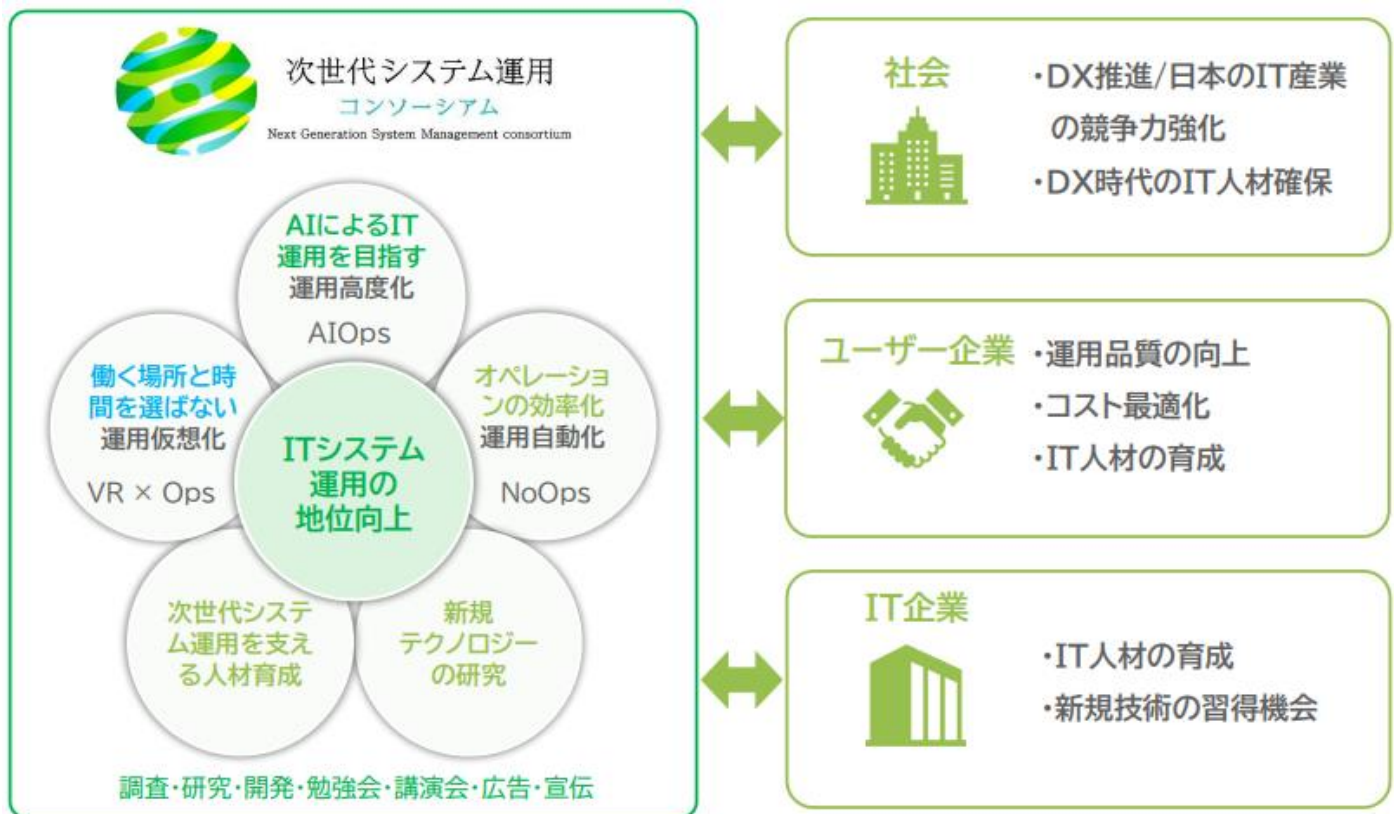 次世代システム運用
コンソーシアム
Next Generation System Management consortium
AIによるIT
運用を目指す
運用高度化
AIOps
働く場所と時
間を選ばない
運用仮想化
VR × Ops
オペレーショ
ンの効率化
運用自動化
NoOps
ITシステム
運用の
地位向上
次世代システ
ム運用を支え
る人材育成
新規
テクノロジー
の研究
調査・研究・開発・勉強会・講演会・広告・宣伝
社会
・DX推進/日本のIT産業
の競争力強化
・DX時代のIT人材確保
ユーザー企業
・運用品質の向上
・コスト最適化
・IT人材の育成
IT企業
・IT人材の育成
・新規技術の習得機会